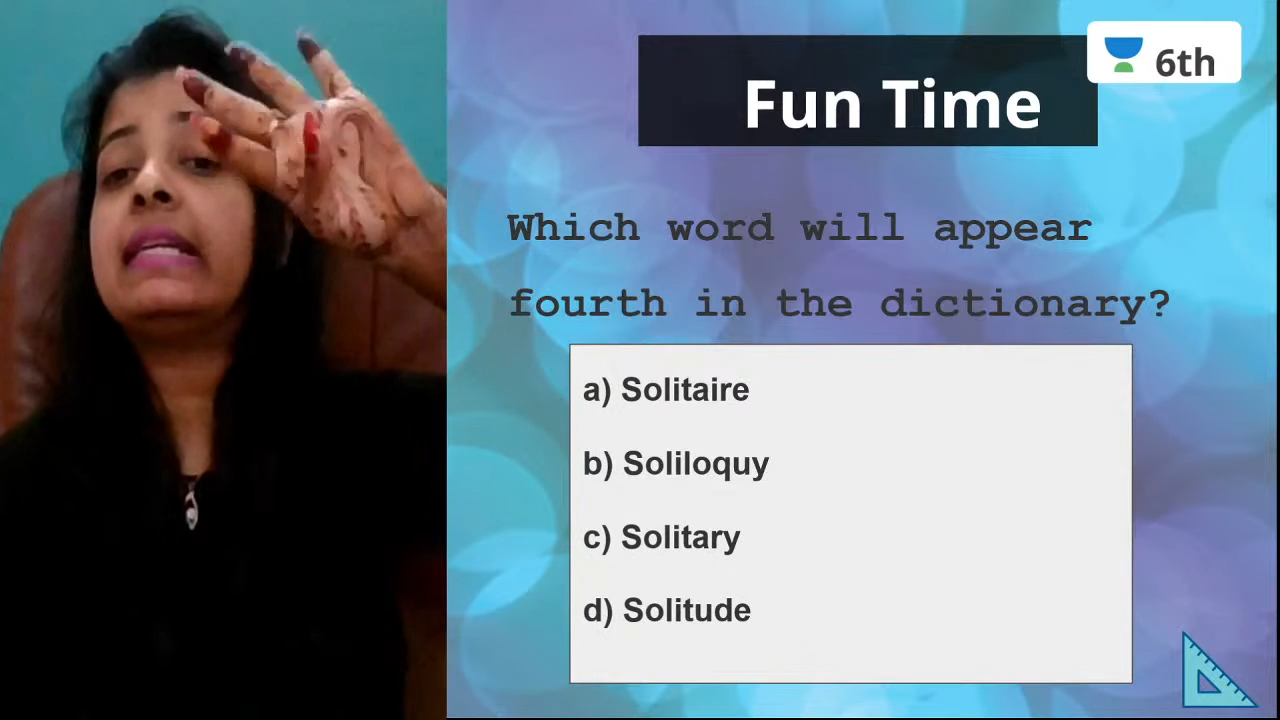 6th
Fun Time
Which word will appear
fourth in the dictionary?
a) Solitaire
b) Soliloquy
c) Solitary
d) Solitude